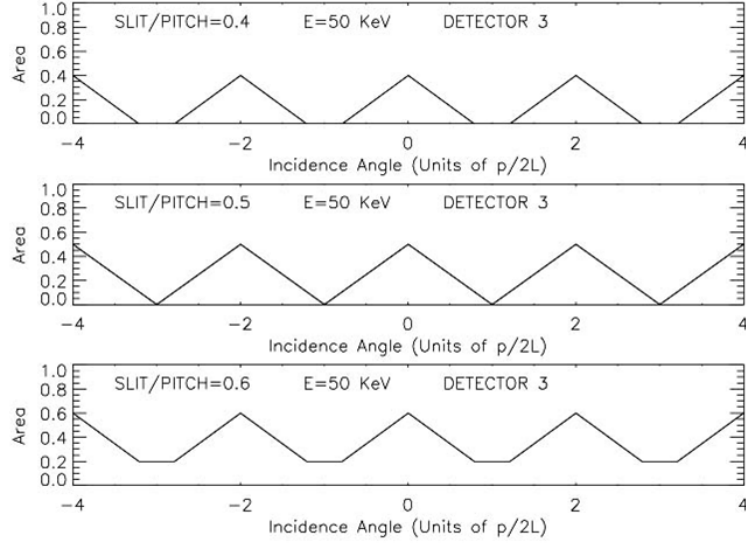 SLIT/PITCH=0.4 E=50 KeV DETECTOR 3
1.0
0.8
0.6
0.4
0.2
0.0
Area
-4 -2 0 2 4
Incidence Angle (Units of p/2L)
SLIT/PITCH=0.5 E=50 KeV DETECTOR 3
1.0
0.8
0.6
0.4
0.2
0.0
Area
-4 -2 0 2 4
Incidence Angle (Units of p/2L)
SLIT/PITCH=0.6 E=50 KeV DETECTOR 3
1.0
0.8
0.6
0.4
0.2
0.0
Area
-4 -2 0 2 4
Incidence Angle (Units of p/2L)